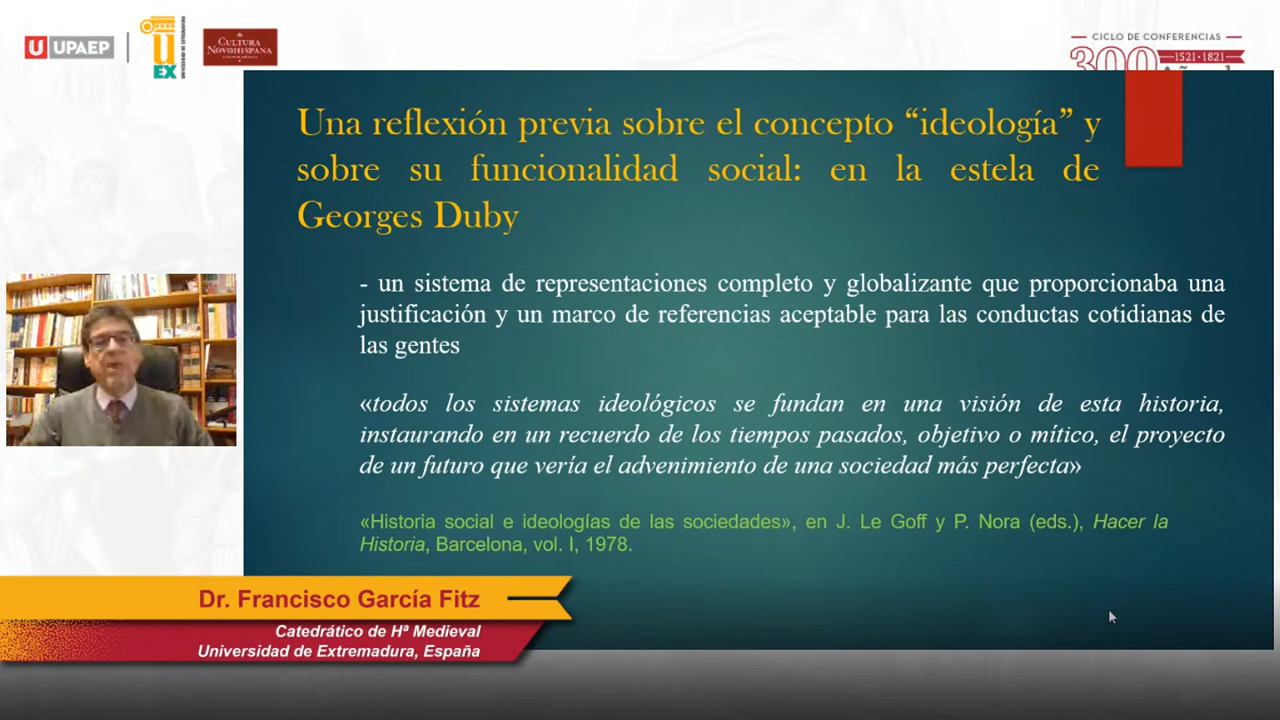 UPAEP
EX
UNIVERSIDAD DE EXTREMADURA
CULTURA
NOVOHISPANA
CICLO DE CONFERENCIAS
300
1521·1821
Una reflexión previa sobre el concepto “ideología” y
sobre su funcionalidad social: en la estela de
Georges Duby
- un sistema de representaciones completo y globalizante que proporcionaba una
justificación y un marco de referencias aceptable para las conductas cotidianas de
las gentes
«todos los sistemas ideológicos se fundan en una visión de esta historia,
instaurando en un recuerdo de los tiempos pasados, objetivo o mítico, el proyecto
de un futuro que vería el advenimiento de una sociedad más perfecta»
«Historia social e ideologías de las sociedades», en J. Le Goff y P. Nora (eds.), Hacer la
Historia, Barcelona, vol. I, 1978.
Dr. Francisco García Fitz
Catedrático de Hª Medieval
Universidad de Extremadura, España